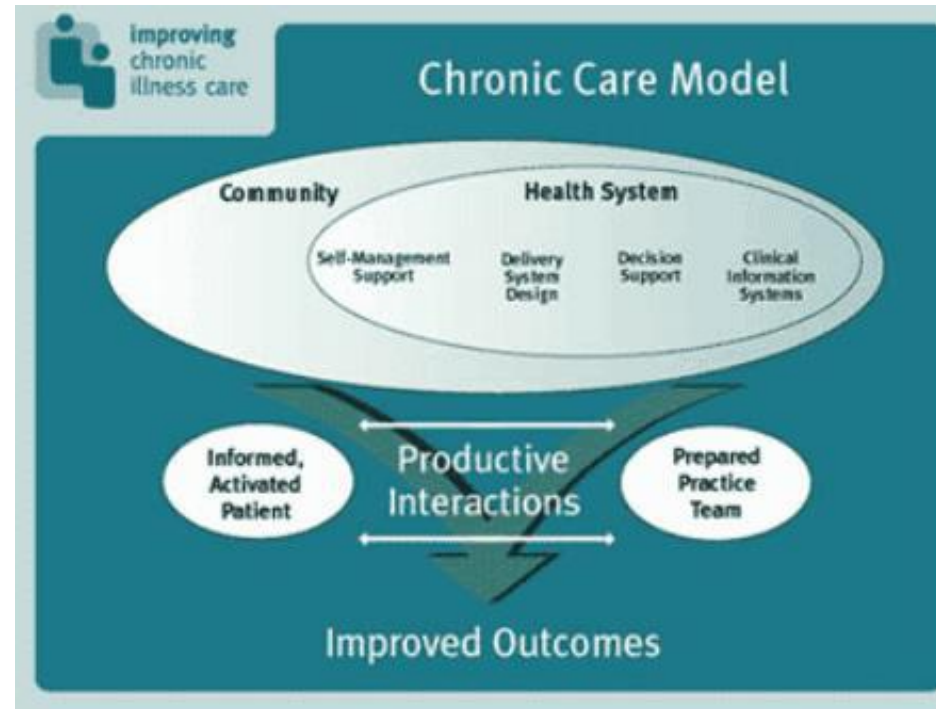 improving
chronic
illness care
Chronic Care Model
Community
Health System
Self-Management
Support
Delivery
System
Design
Decision
Support
Clinical
Information
Systems
Informed,
Activated
Patient
Productive
Interactions
Prepared
Practice
Team
Improved Outcomes